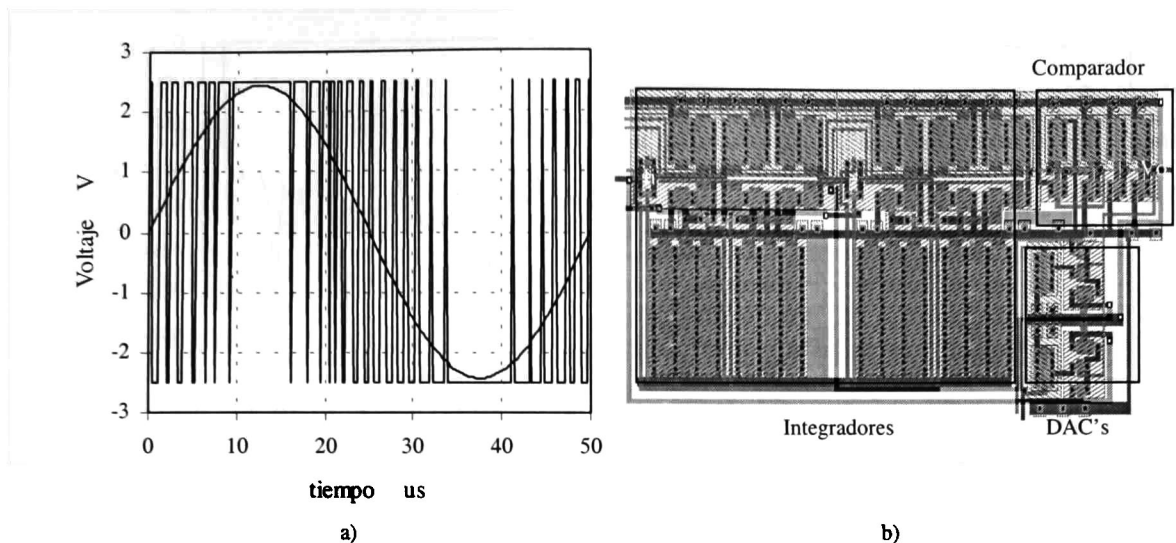 3
2
1
0
-1
-2
-3
Voltaje V
0 10 20 30 40 50
tiempo us
a)
Comparador
V
Integradores
DAC's
b)